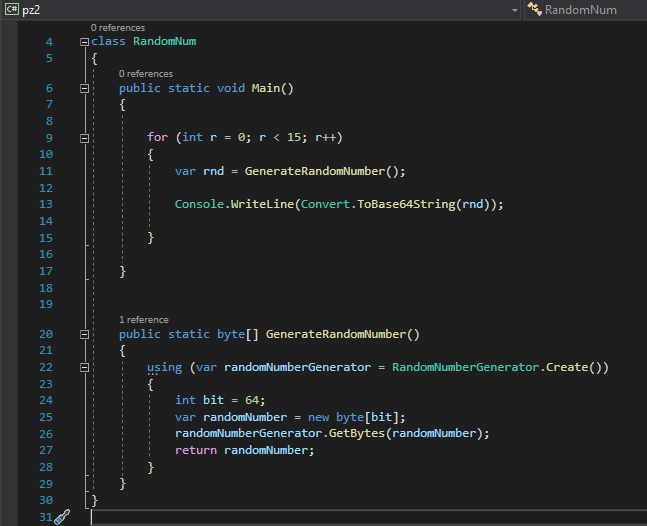 C# pz2 RandomNum
0 references
4 class RandomNum
5 {
0 references
6 public static void Main()
7 {
8
9 for (int r = 0; r < 15; r++)
10 {
11 var rnd = GenerateRandomNumber();
12
13 Console.WriteLine(Convert.ToBase64String(rnd));
14
15 }
16
17 }
18
19
1 reference
20 public static byte[] GenerateRandomNumber()
21 {
22 using (var randomNumberGenerator = RandomNumberGenerator.Create())
23 {
24 int bit = 64;
25 var randomNumber = new byte[bit];
26 randomNumberGenerator.GetBytes(randomNumber);
27 return randomNumber;
28 }
29 }
30 }
31